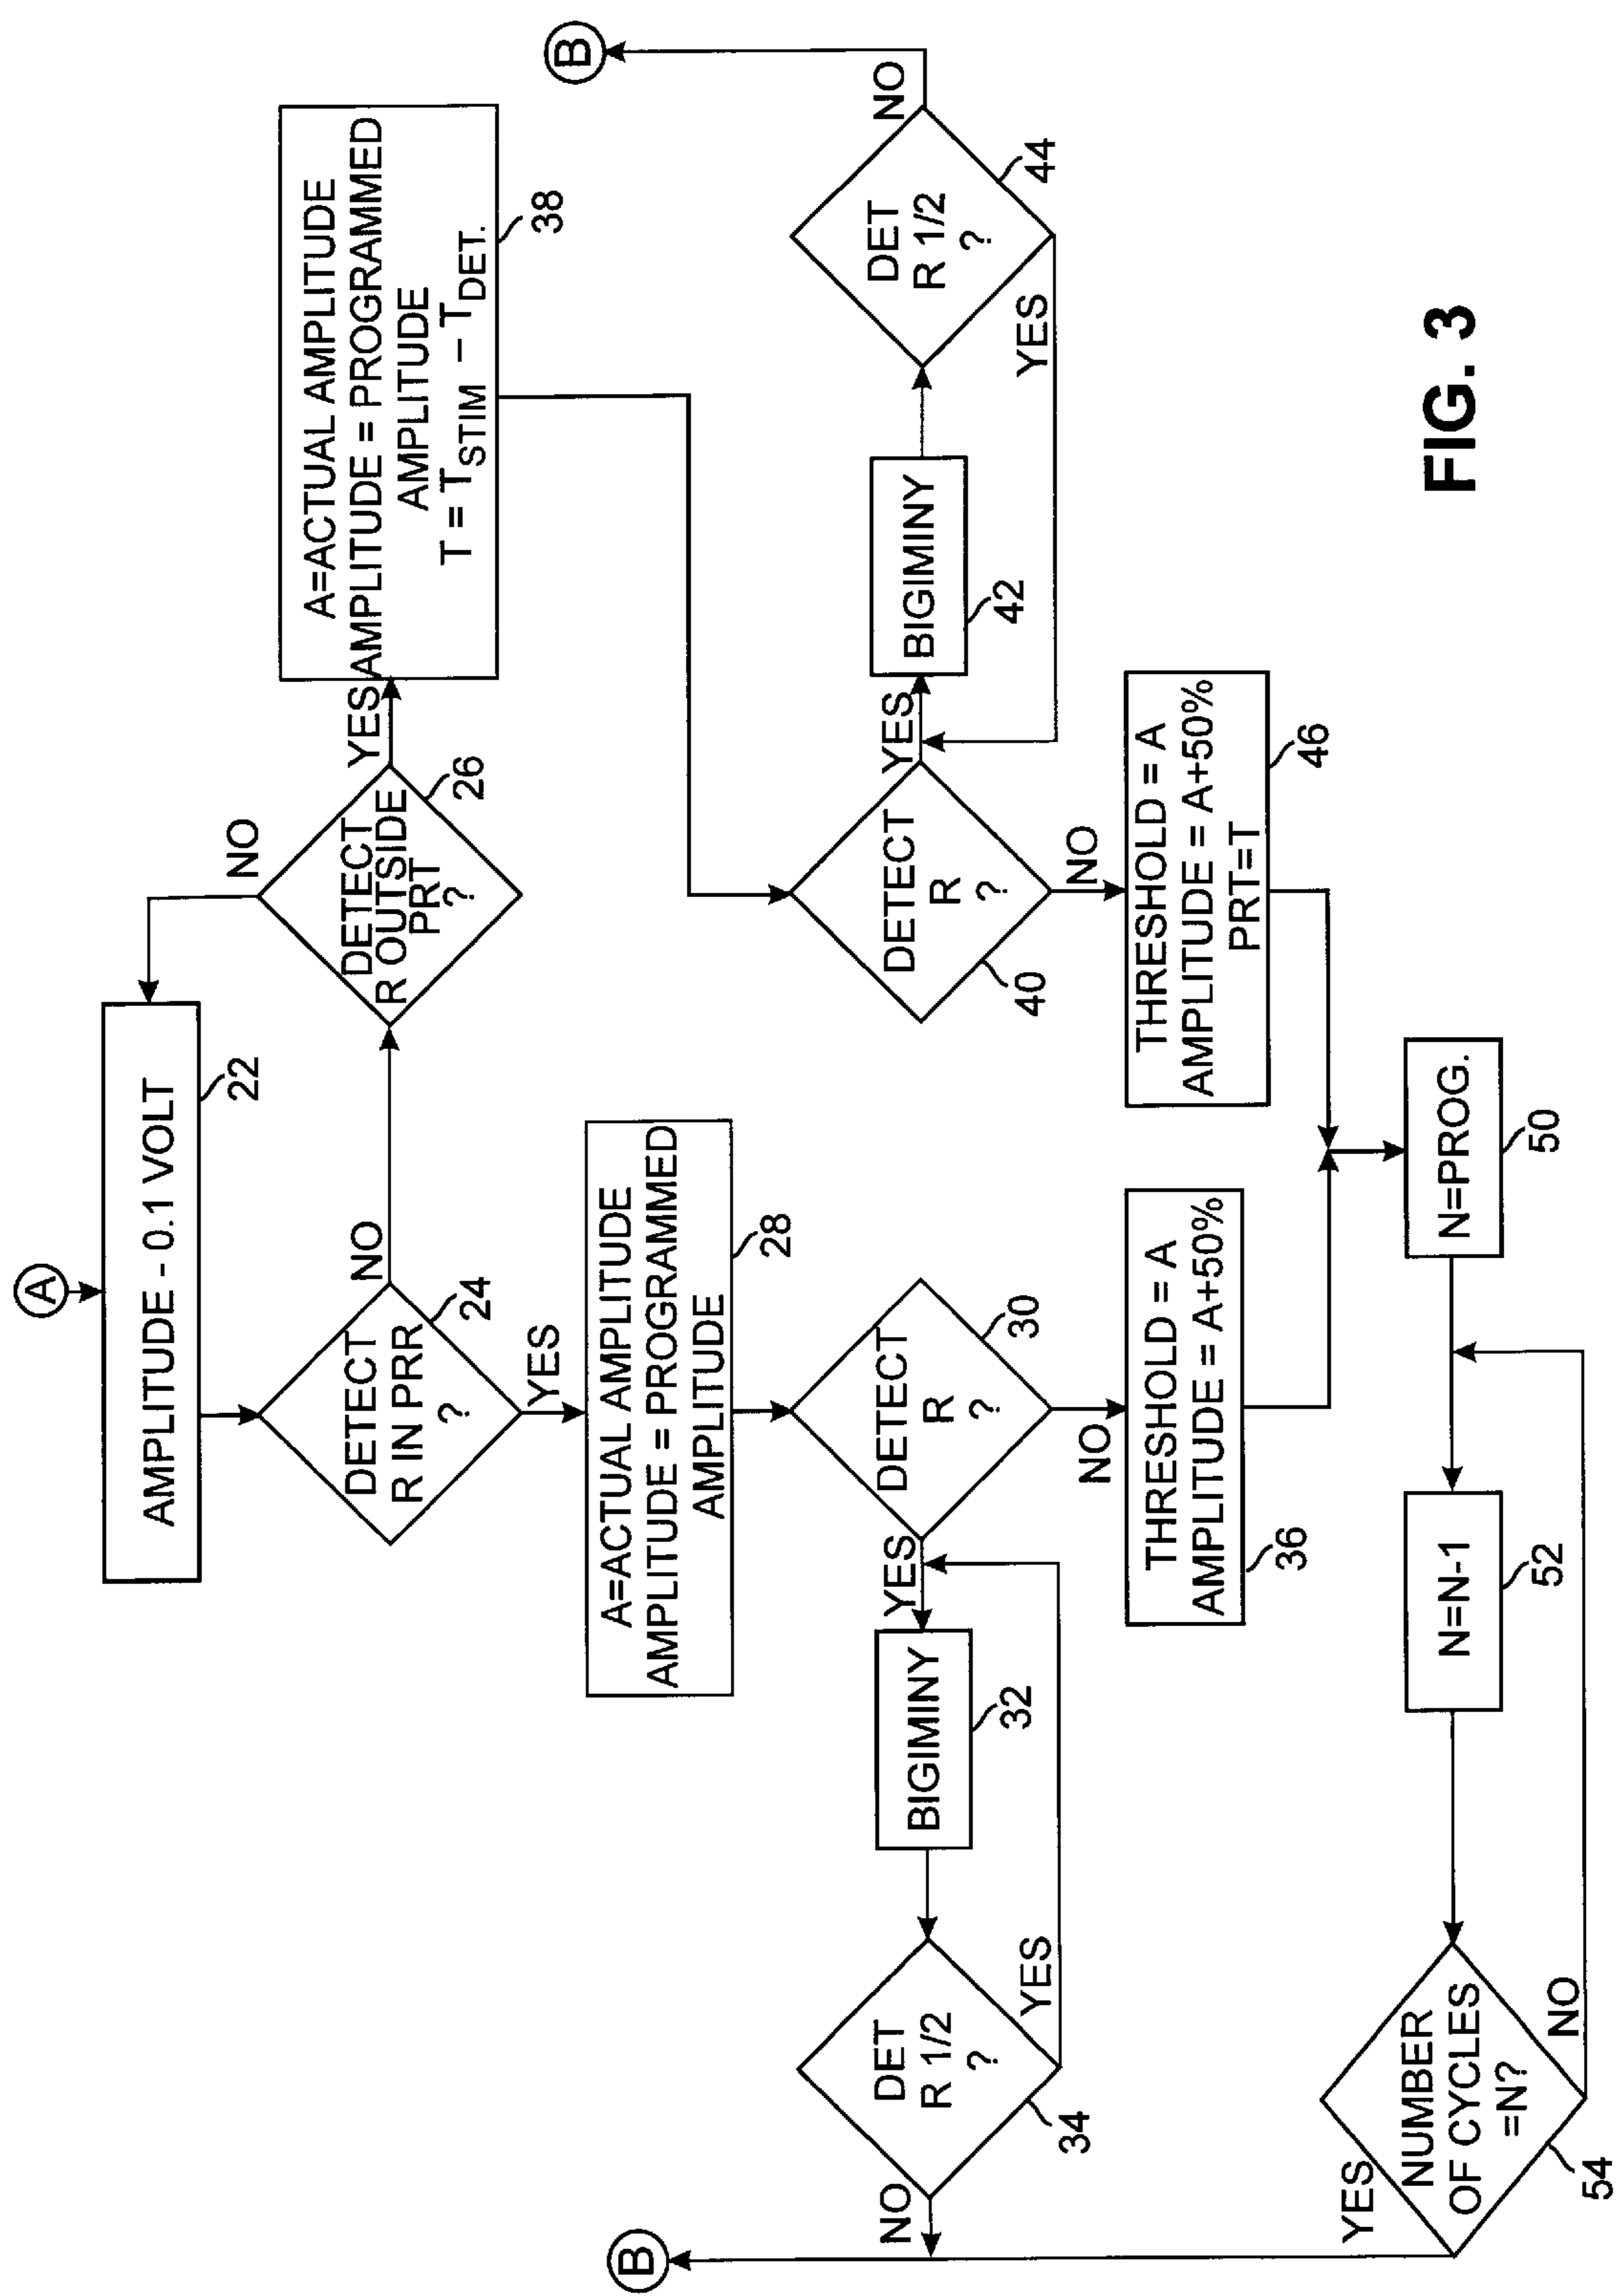 A
AMPLITUDE - 0.1 VOLT
22
DETECT
R IN PRR
?
24
NO
YES
DETECT
R OUTSIDE
PRT
?
26
NO
YES
A=ACTUAL AMPLITUDE
AMPLITUDE = PROGRAMMED
AMPLITUDE
T = TSTIM – TDET.
38
A=ACTUAL AMPLITUDE
AMPLITUDE = PROGRAMMED
AMPLITUDE
28
B
NO
DET
R 1/2
?
34
YES
BIGIMINY
32
YES
DETECT
R
?
30
NO
DETECT
R
?
40
NO
YES
BIGIMINY
42
DET
R 1/2
?
44
YES
NO
B
THRESHOLD = A
AMPLITUDE = A+50%
36
THRESHOLD = A
AMPLITUDE = A+50%
PRT=T
46
YES
NUMBER
OF CYCLES
=N?
54
NO
N=N-1
52
N=PROG.
50
FIG. 3